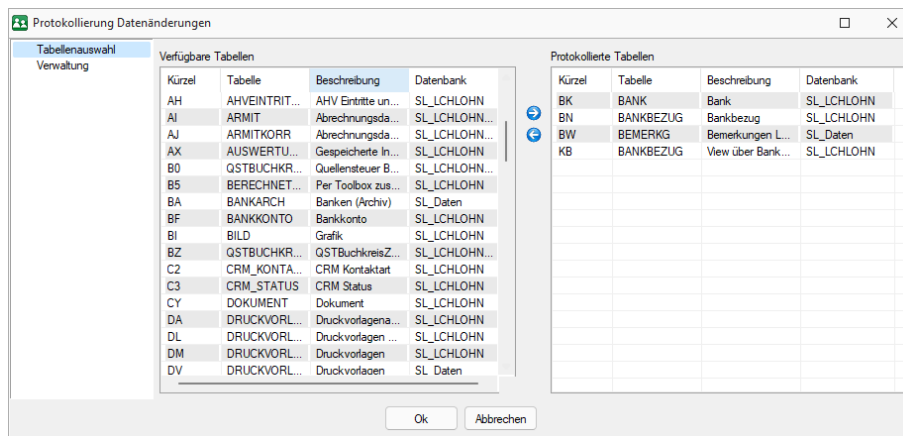 Protokollierung Datenänderungen
Tabellenauswahl
Verwaltung
Verfügbare Tabellen
Kürzel Tabelle Beschreibung Datenbank
AH AHVEINTRIT... AHV Eintritte un... SL_LCHLOHN
AI ARMIT Abrechnungsda... SL_LCHLOHN...
AJ ARMITKORR Abrechnungsda... SL_LCHLOHN
AX AUSWERTU... Gespeicherte In... SL_LCHLOHN
B0 QSTBUCHKR... Quellensteuer B... SL_LCHLOHN...
B5 BERECHNET... Per Toolbox zus... SL_LCHLOHN
BA BANKARCH Banken (Archiv) SL_Daten
BF BANKKONTO Bankkonto SL_LCHLOHN
BI BILD Grafik SL_LCHLOHN
BZ QSTBUCHKR... QSTBuchkreisZ... SL_LCHLOHN...
C2 CRM_KONTA... CRM Kontaktart SL_LCHLOHN
C3 CRM_STATUS CRM Status SL_LCHLOHN
CY DOKUMENT Dokument SL_LCHLOHN
DA DRUCKVORL... Druckvorlagena... SL_LCHLOHN
DL DRUCKVORL... Druckvorlagen ... SL_LCHLOHN
DM DRUCKVORL... Druckvorlagen SL_LCHLOHN
DV DRUCKVORL... Druckvorlagen SL_Daten
Protokollierte Tabellen
Kürzel Tabelle Beschreibung Datenbank
BK BANK Bank SL_LCHLOHN
BN BANKBEZUG Bankbezug SL_LCHLOHN
BW BEMERKG Bemerkungen L... SL_Daten
KB BANKBEZUG View über Bank... SL_LCHLOHN
Ok Abbrechen